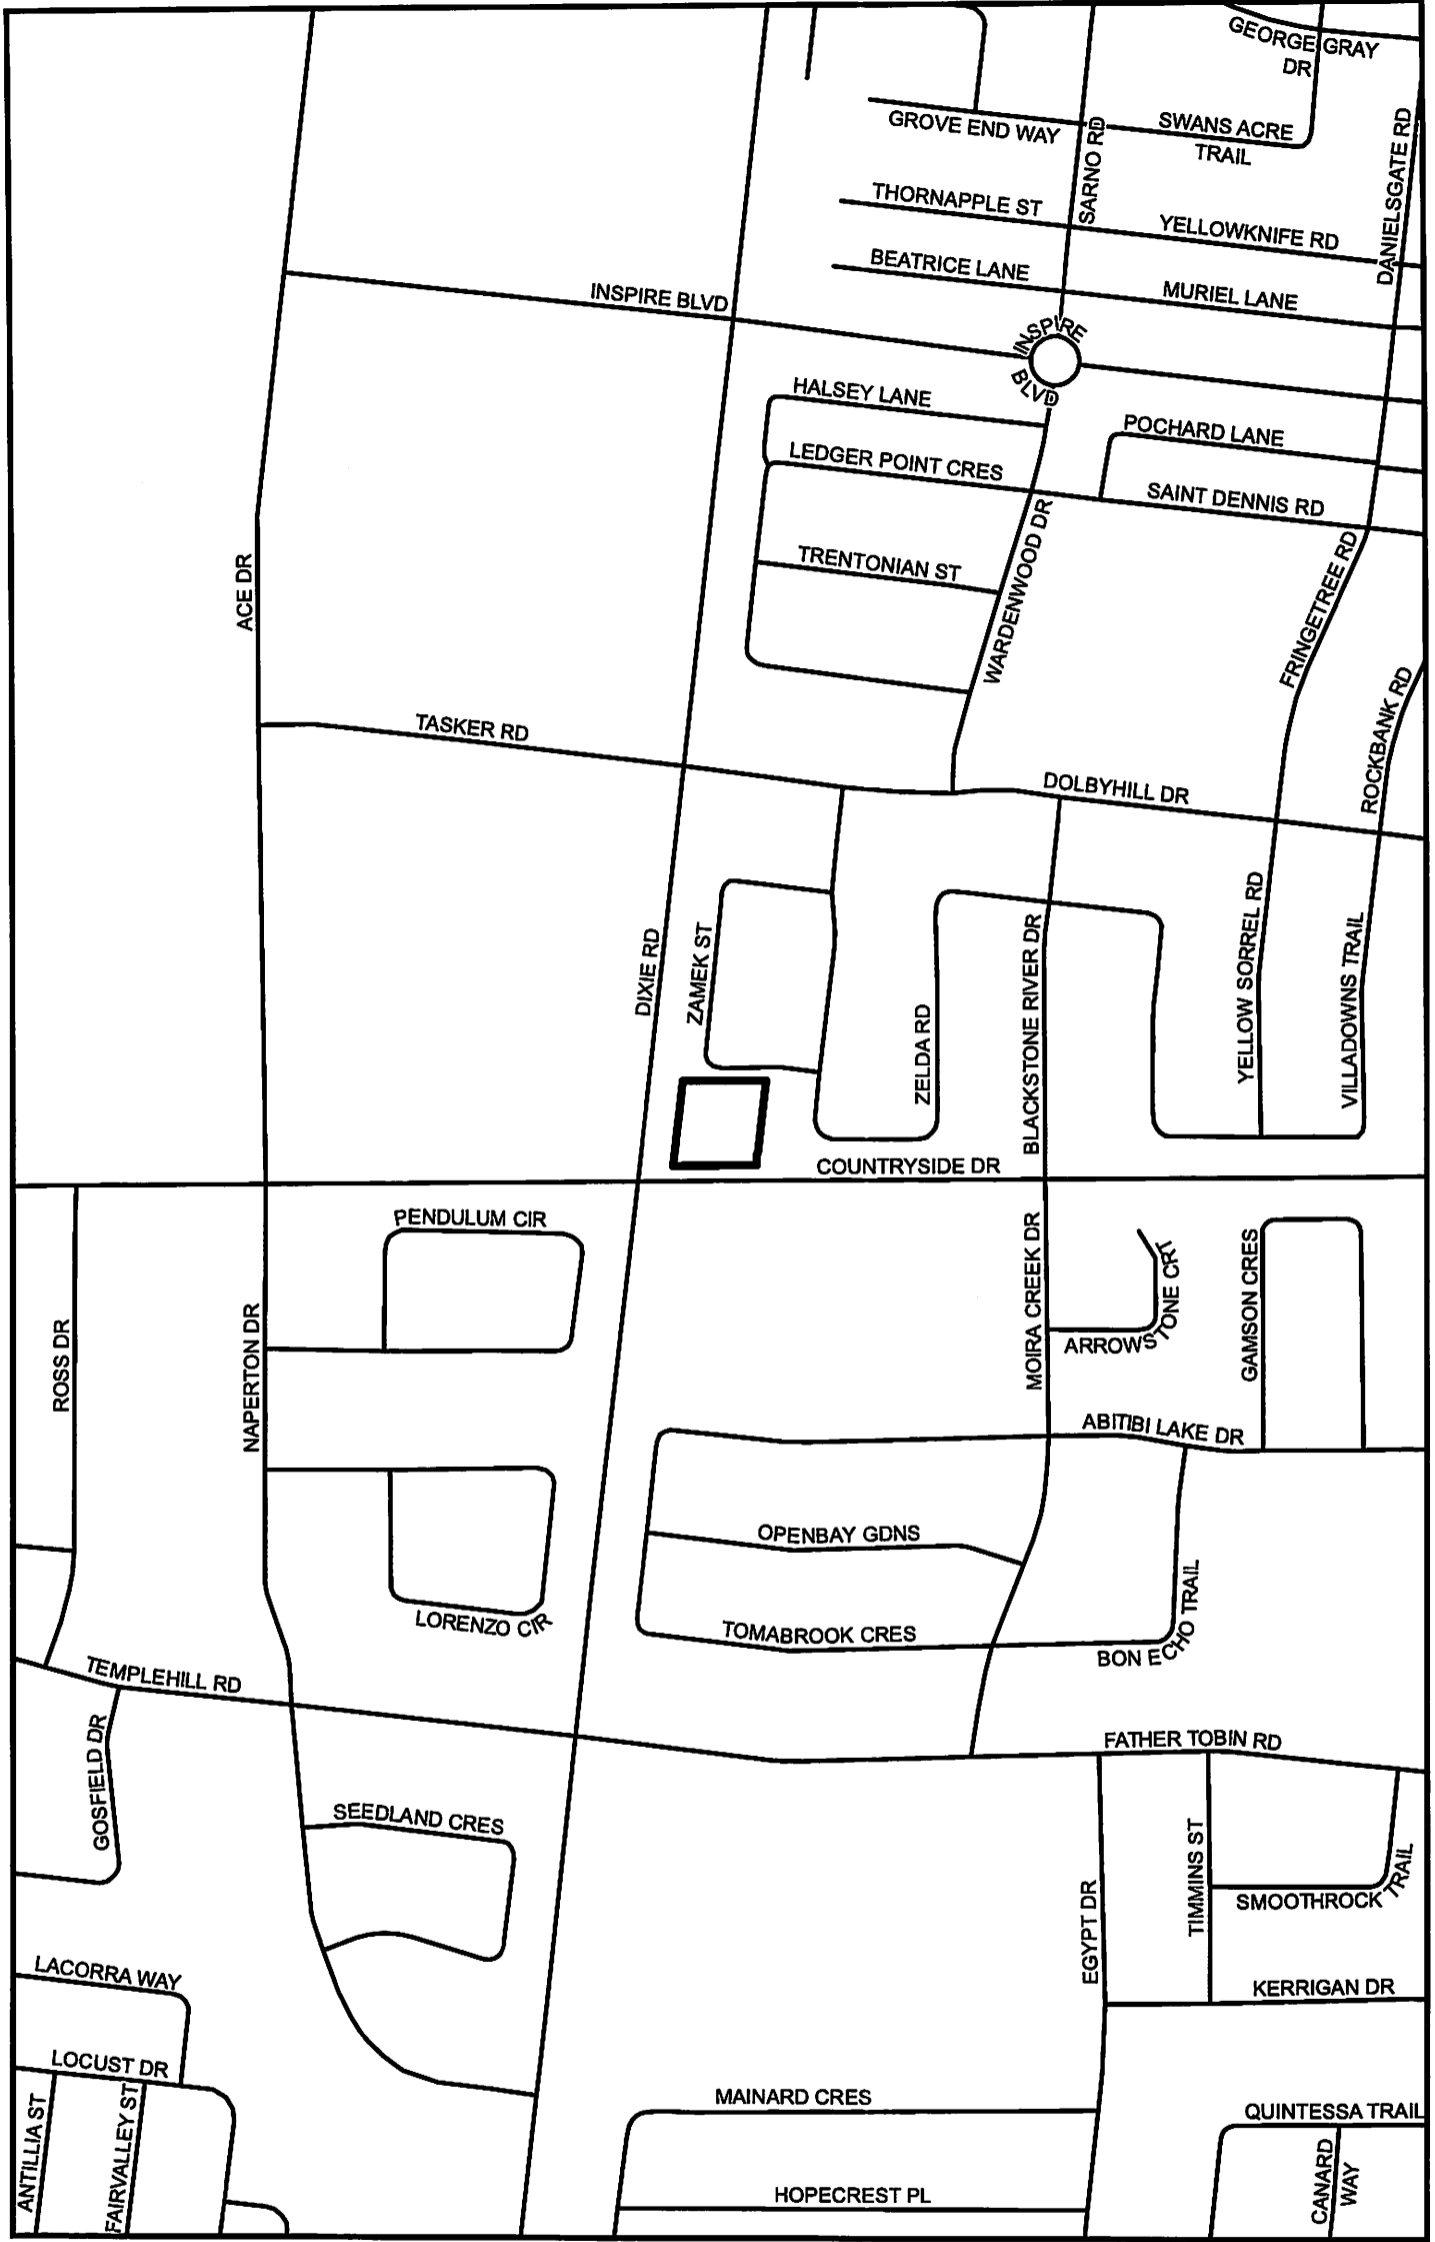 GEORGE GRAY
DR
GROVE END WAY
SWANS ACRE
TRAIL
SARNO RD
DANIELSGATE RD
THORNAPPLE ST
YELLOWKNIFE RD
BEATRICE LANE
MURIEL LANE
INSPIRE BLVD
INSPIRE
BLVD
HALSEY LANE
POCHARD LANE
LEDGER POINT CRES
SAINT DENNIS RD
TRENTONIAN ST
WARDENWOOD DR
FRINGETREE RD
ACE DR
ROCKBANK RD
TASKER RD
DOLBYHILL DR
DIXIE RD
ZAMEK ST
ZELDA RD
BLACKSTONE RIVER DR
YELLOW SORREL RD
VILLADOWNS TRAIL
COUNTRYSIDE DR
PENDULUM CIR
ROSS DR
NAPERTON DR
MOIRA CREEK DR
ARROWSTONE CRT
GAMSON CRES
ABITIBI LAKE DR
OPENBAY GDNS
LORENZO CIR
TOMABROOK CRES
BON ECHO TRAIL
TEMPLEHILL RD
GOSFIELD DR
FATHER TOBIN RD
SEEDLAND CRES
EGYPT DR
TIMMINS ST
SMOOTHROCK TRAIL
LACORRA WAY
KERRIGAN DR
LOCUST DR
ANTILLIA ST
FAIRVALLEY ST
MAINARD CRES
QUINTESSA TRAIL
HOPECREST PL
CANARD
WAY